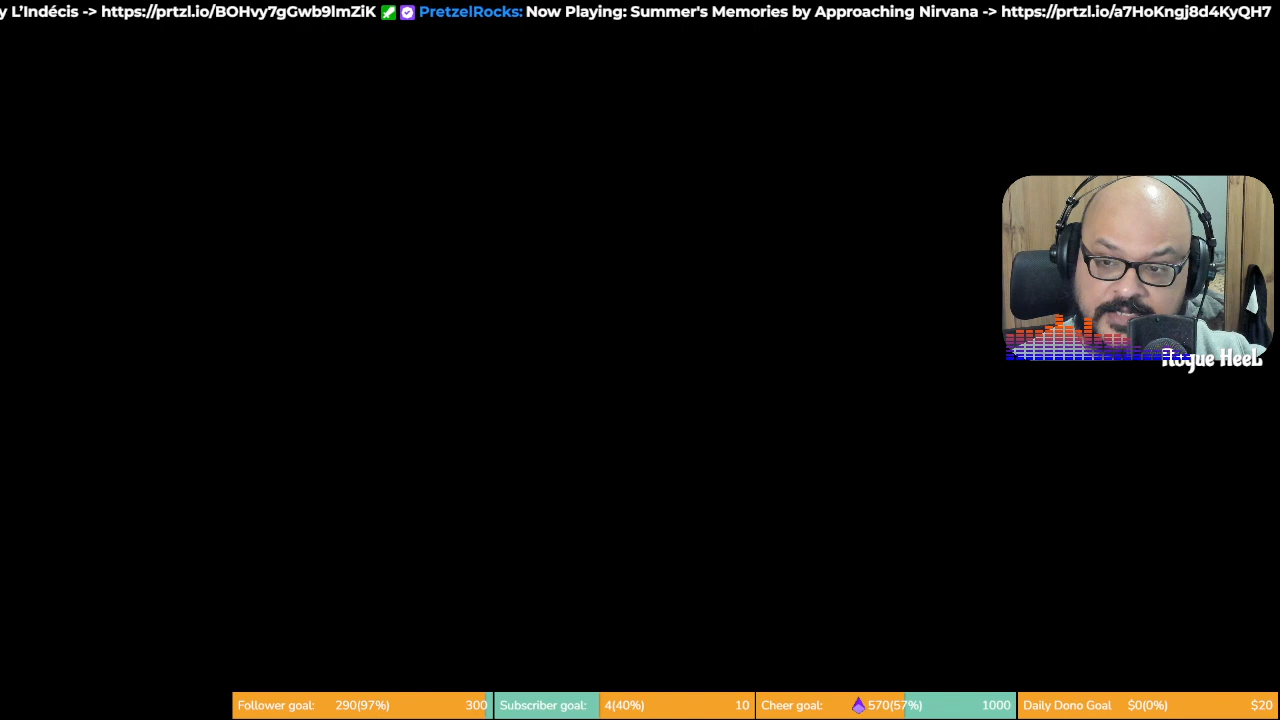 y L'Indécis -> https://prtzl.io/BOHvy7gGwb9lmZiK PretzelRocks: Now Playing: Summer's Memories by Approaching Nirvana -> https://prtzl.io/a7HoKngj8d4KyQH7
Rogue Heel
Follower goal: 290(97%) 300 Subscriber goal: 4(40%) 10 Cheer goal: 570(57%) 1000 Daily Dono Goal $0(0%) $20